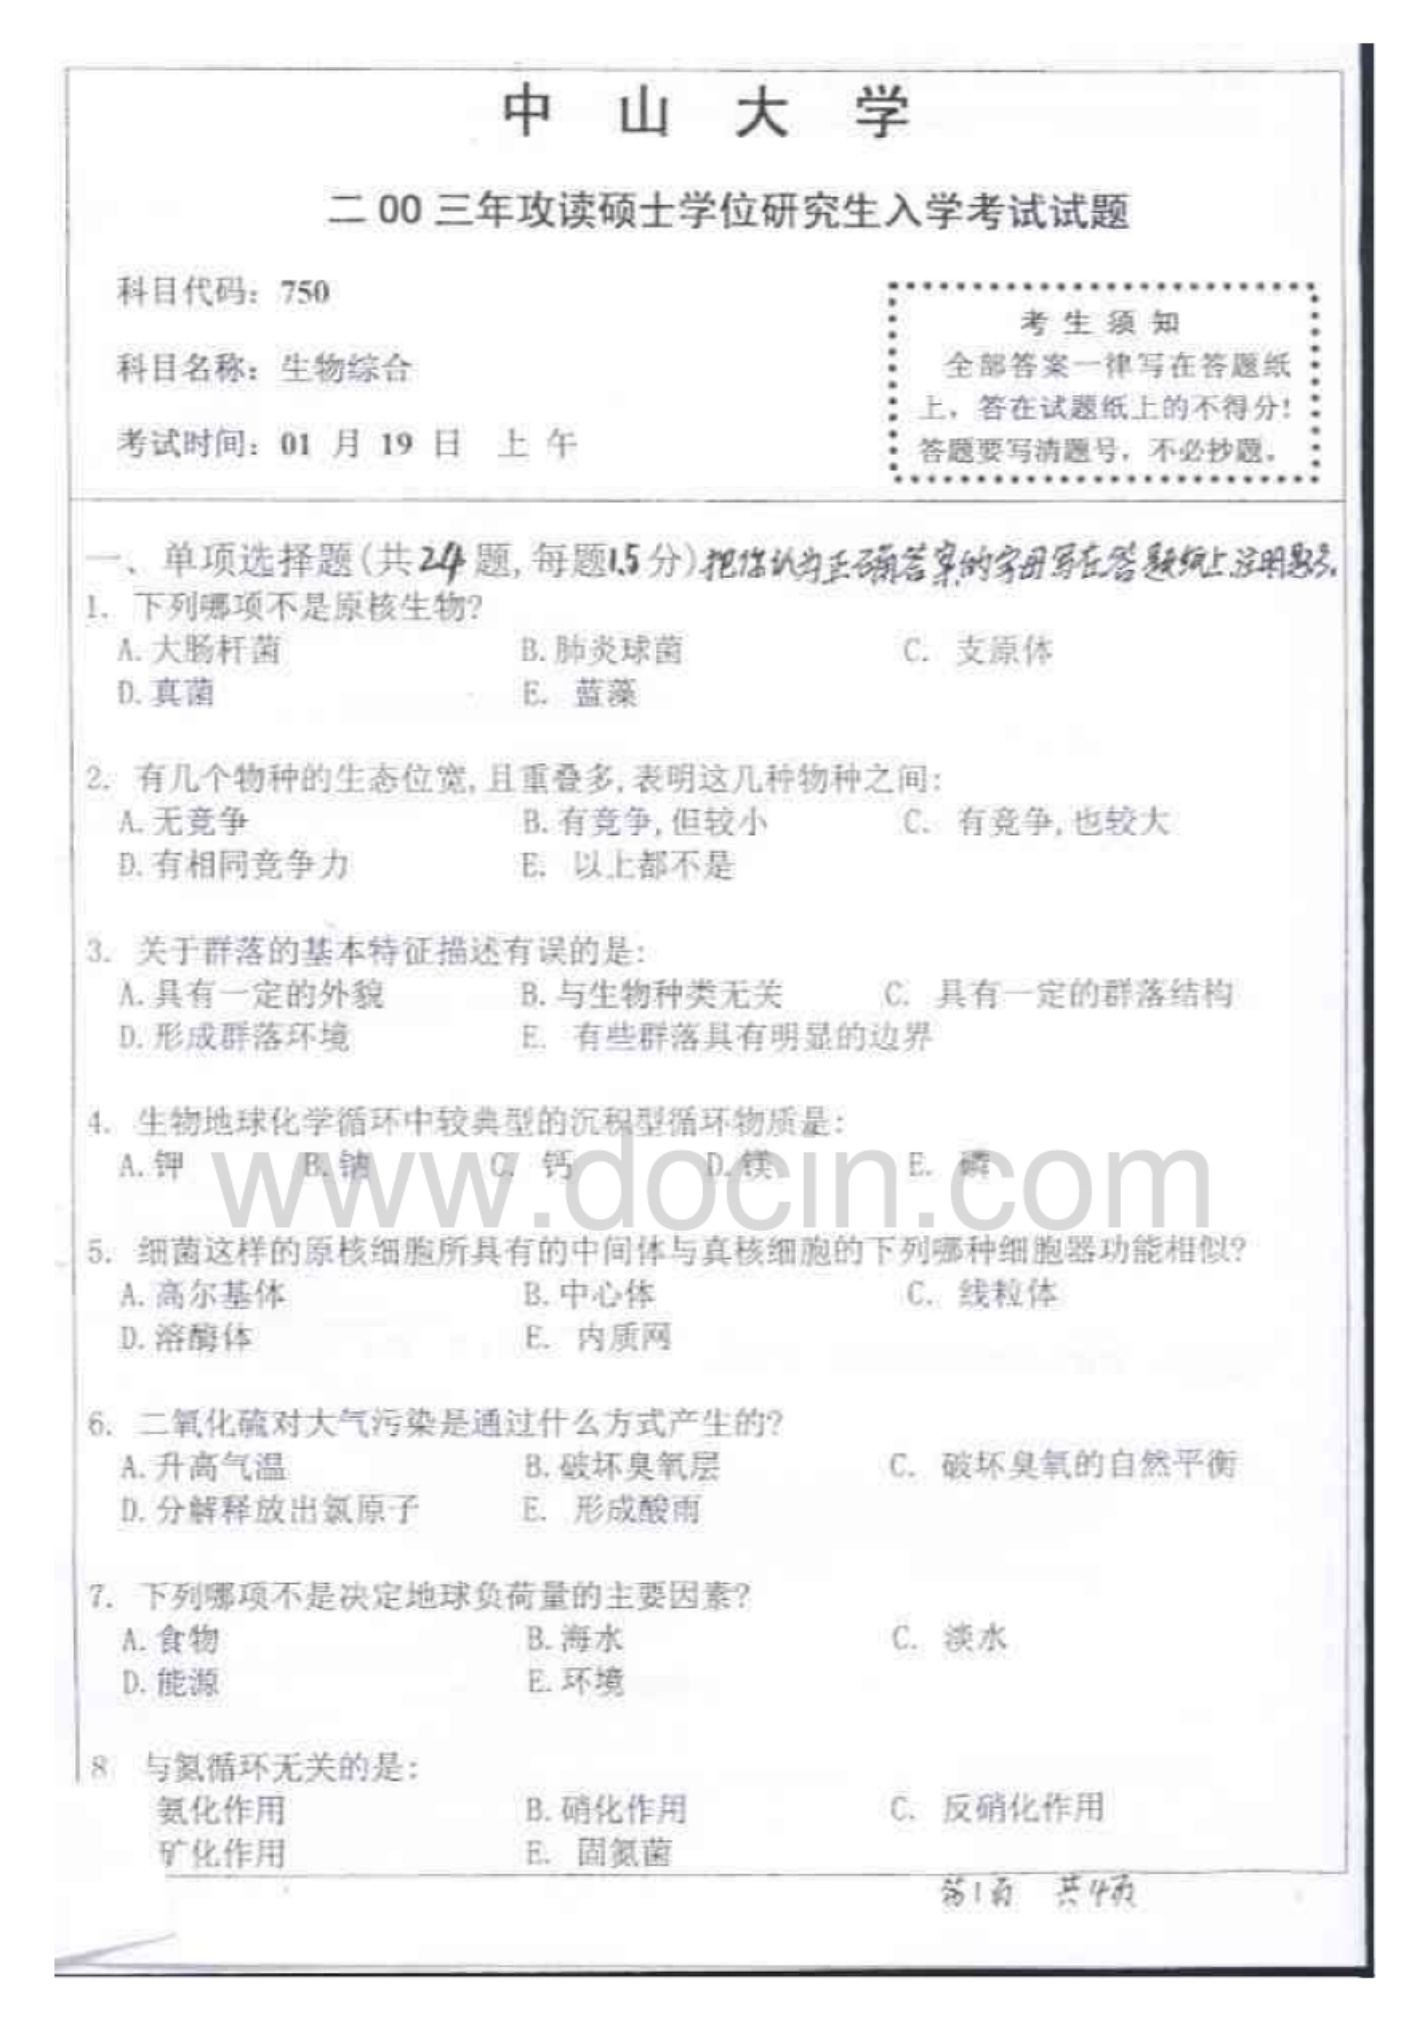 中 山 大 学
二00三年攻读硕士学位研究生入学考试试题
科目代码：750
科目名称：生物综合
考试时间：01 月 19 日 上 午
考 生 须 知
全部答案一律写在答题纸
上，答在试题纸上的不得分!
答题要写清题号，不必抄题。
一、单项选择题(共24题,每题1.5分)把你认为正确答案的字母写在答题纸上注明题号.
1. 下列哪项不是原核生物?
A.大肠杆菌 B.肺炎球菌 C. 支原体
D.真菌 E. 蓝藻
2. 有几个物种的生态位宽,且重叠多,表明这几种物种之间:
A.无竞争 B.有竞争,但较小 C. 有竞争,也较大
D.有相同竞争力 E. 以上都不是
3. 关于群落的基本特征描述有误的是:
A.具有一定的外貌 B.与生物种类无关 C. 具有一定的群落结构
D.形成群落环境 E. 有些群落具有明显的边界
4. 生物地球化学循环中较典型的沉积型循环物质是:
A.钾 B.钠 C. 钙 D.镁 E. 磷
www.docin.com
5. 细菌这样的原核细胞所具有的中间体与真核细胞的下列哪种细胞器功能相似?
A.高尔基体 B.中心体 C. 线粒体
D.溶酶体 E. 内质网
6. 二氧化硫对大气污染是通过什么方式产生的?
A.升高气温 B.破坏臭氧层 C. 破坏臭氧的自然平衡
D.分解释放出氯原子 E. 形成酸雨
7. 下列哪项不是决定地球负荷量的主要因素?
A.食物 B.海水 C. 淡水
D.能源 E.环境
8 与氮循环无关的是:
氨化作用 B.硝化作用 C. 反硝化作用
矿化作用 E. 固氮菌
第1页 共4页